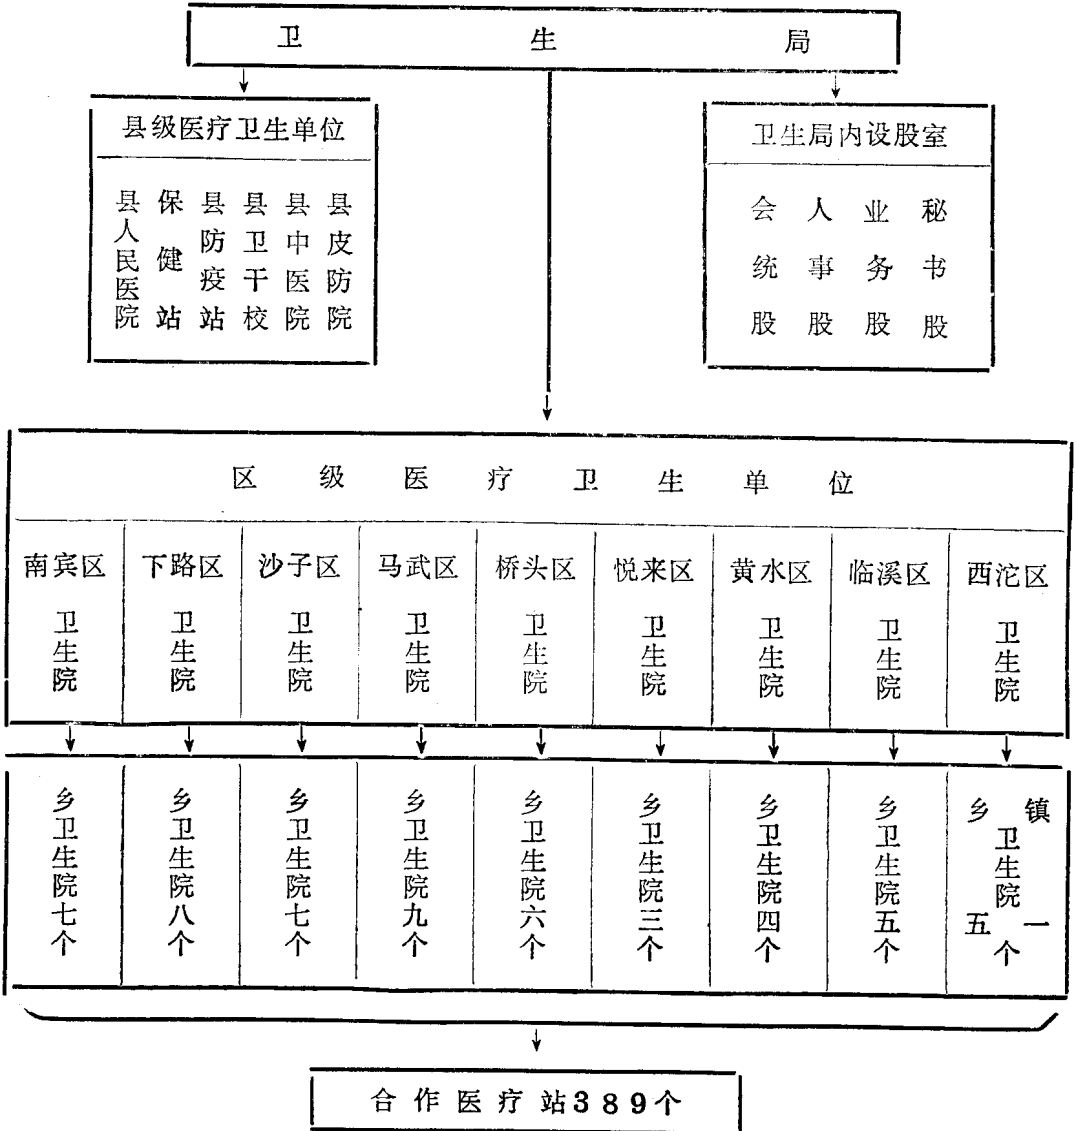 卫生局
县级医疗卫生单位
县人民医院
保健站
县防疫站
县卫干校
县中医院
县皮防院
卫生局内设股室
会统股
人事股
业务股
秘书股
区级医疗卫生单位
南宾区卫生院
下路区卫生院
沙子区卫生院
马武区卫生院
桥头区卫生院
悦来区卫生院
黄水区卫生院
临溪区卫生院
西沱区卫生院
乡卫生院七个
乡卫生院八个
乡卫生院七个
乡卫生院九个
乡卫生院六个
乡卫生院三个
乡卫生院四个
乡卫生院五个
乡镇卫生院五一个
合作医疗站389个